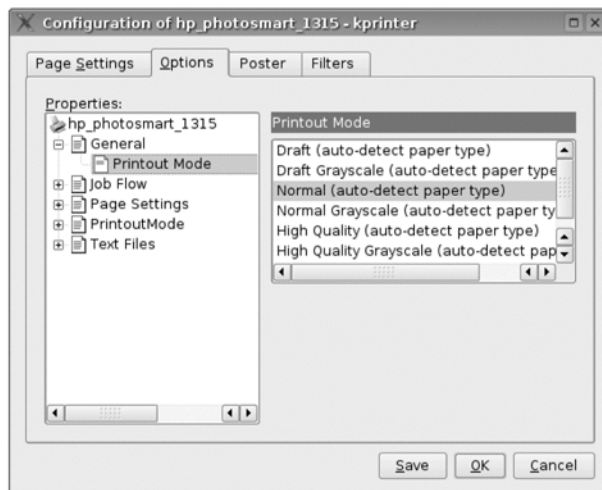 Configuration of hp_photosmart_1315 - kprinter
Page Settings Options Poster Filters
Properties:
hp_photosmart_1315
General
Printout Mode
Job Flow
Page Settings
PrintoutMode
Text Files
Printout Mode
Draft (auto-detect paper type)
Draft Grayscale (auto-detect paper type
Normal (auto-detect paper type)
Normal Grayscale (auto-detect paper ty
High Quality (auto-detect paper type)
High Quality Grayscale (auto-detect pap
Save OK Cancel